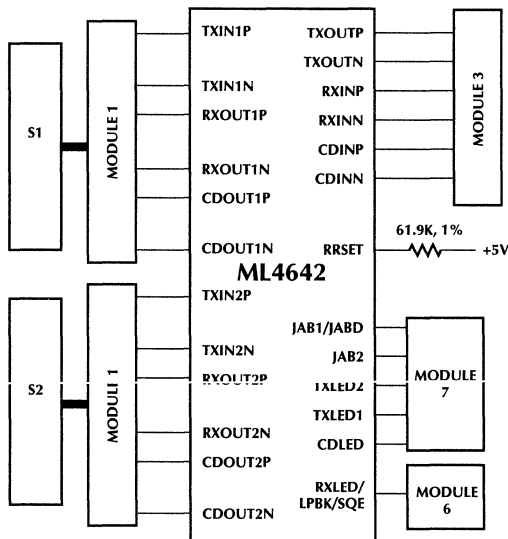 S1
MODULE 1
TXIN1P
TXIN1N
RXOUT1P
RXOUT1N
CDOUT1P
CDOUT1N
TXOUTP
TXOUTN
RXINP
RXINN
CDINP
CDINN
MODULE 3
RRSET
61.9K, 1%
+5V
ML4642
S2
MODULE 1
TXIN2P
TXIN2N
RXOUT2P
RXOUT2N
CDOUT2P
CDOUT2N
JAB1/JABD
JAB2
TXLED2
TXLED1
CDLED
MODULE
7
RXLED/
LPBK/SQE
MODULE
6